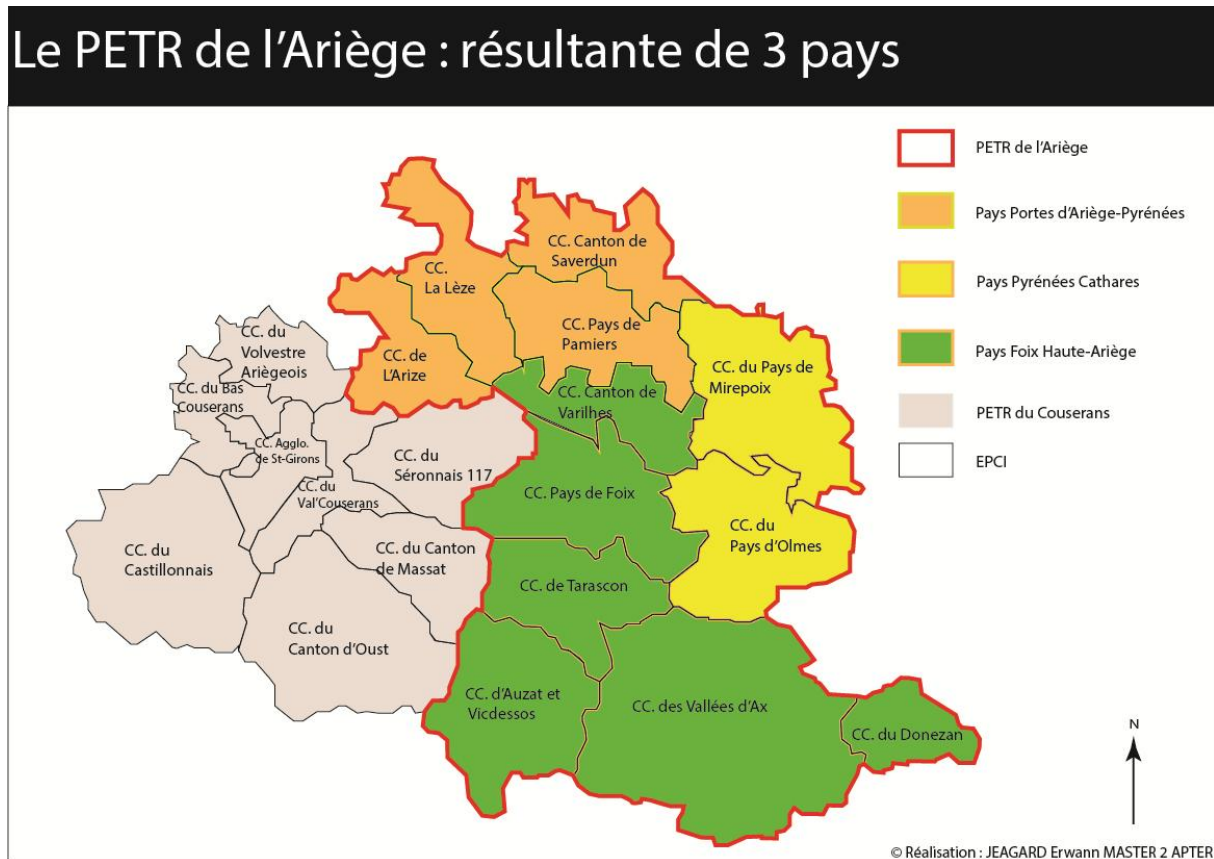 Le PETR de l'Ariège : résultante de 3 pays
PETR de l'Ariège
Pays Portes d'Ariège-Pyrénées
Pays Pyrénées Cathares
Pays Foix Haute-Ariège
PETR du Couserans
EPCI
CC. Canton de
Saverdun
CC.
La Lèze
CC. Pays de
Pamiers
CC. de
L'Arize
CC. du
Volvestre
Ariègeois
CC. du Bas
Couserans
CC. Agglo.
de St-Girons
CC. du
Val'Couserans
CC. du
Séronnais 117
CC. Canton de
Varilhes
CC. du Pays de
Mirepoix
CC. Pays de Foix
CC. du
Pays d'Olmes
CC. du
Castillonnais
CC. du Canton
de Massat
CC. de Tarascon
CC. du
Canton d'Oust
CC. d'Auzat et
Vicdessos
CC. des Vallées d'Ax
CC. du Donezan
N
© Réalisation : JEAGARD Erwann MASTER 2 APTER